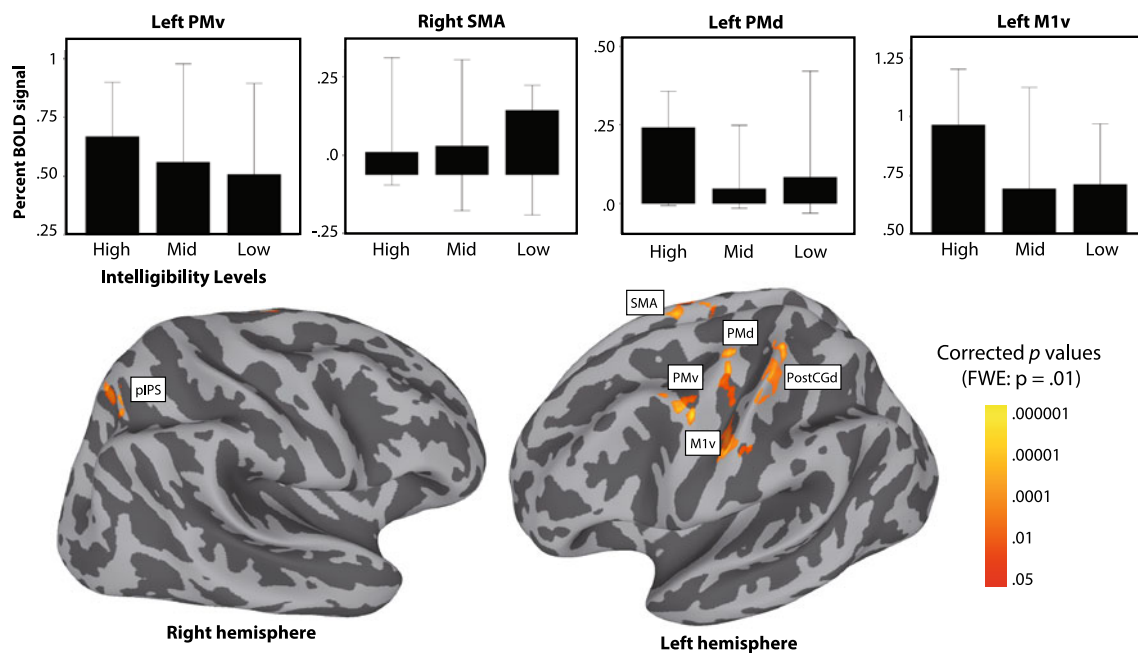 Left PMv
Right SMA
Left PMd
Left M1v
Percent BOLD signal
1
.75
.50
.25
High Mid Low
.25
.0
-.25
High Mid Low
.50
.25
.0
High Mid Low
1.25
1
0.75
.50
High Mid Low
Intelligibility Levels
SMA
PMd
PMv
PostCGd
M1v
pIPS
Corrected p values
(FWE: p = .01)
.000001
.00001
.0001
.01
.05
Right hemisphere
Left hemisphere